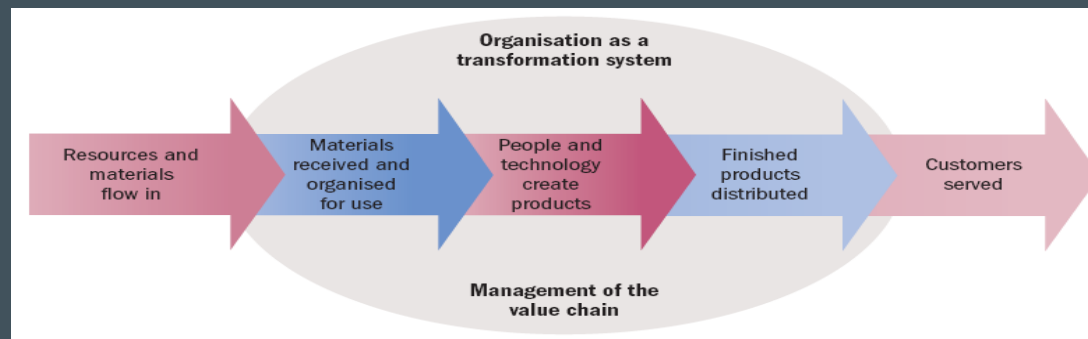 Organisation as a
transformation system
Resources and
materials
flow in
Materials
received and
organised
for use
People and
technology
create
products
Finished
products
distributed
Customers
served
Management of the
value chain